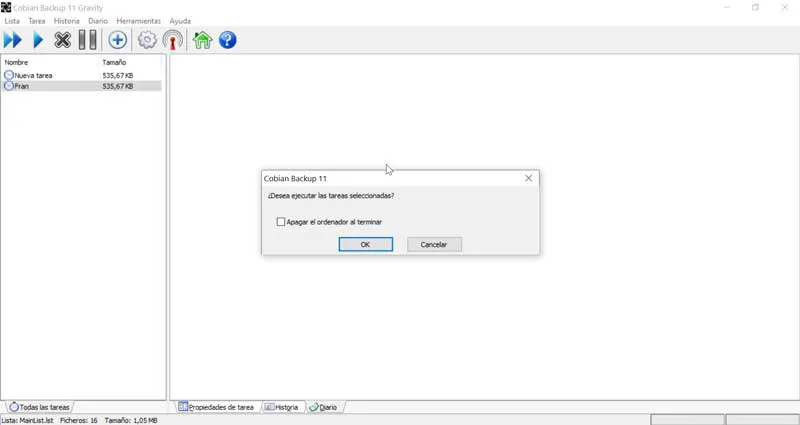 Cobian Backup 11 Gravity
Lista Tarea Historia Diario Herramientas Ayuda
Nombre Tamaño
Nueva tarea 535,67 KB
Fran 535,67 KB
Cobian Backup 11
¿Desea ejecutar las tareas seleccionadas?
Apagar el ordenador al terminar
OK Cancelar
Todas las tareas Propiedades de tarea Historia Diario
Lista: MainList.lst Ficheros: 16 Tamaño: 1,05 MB